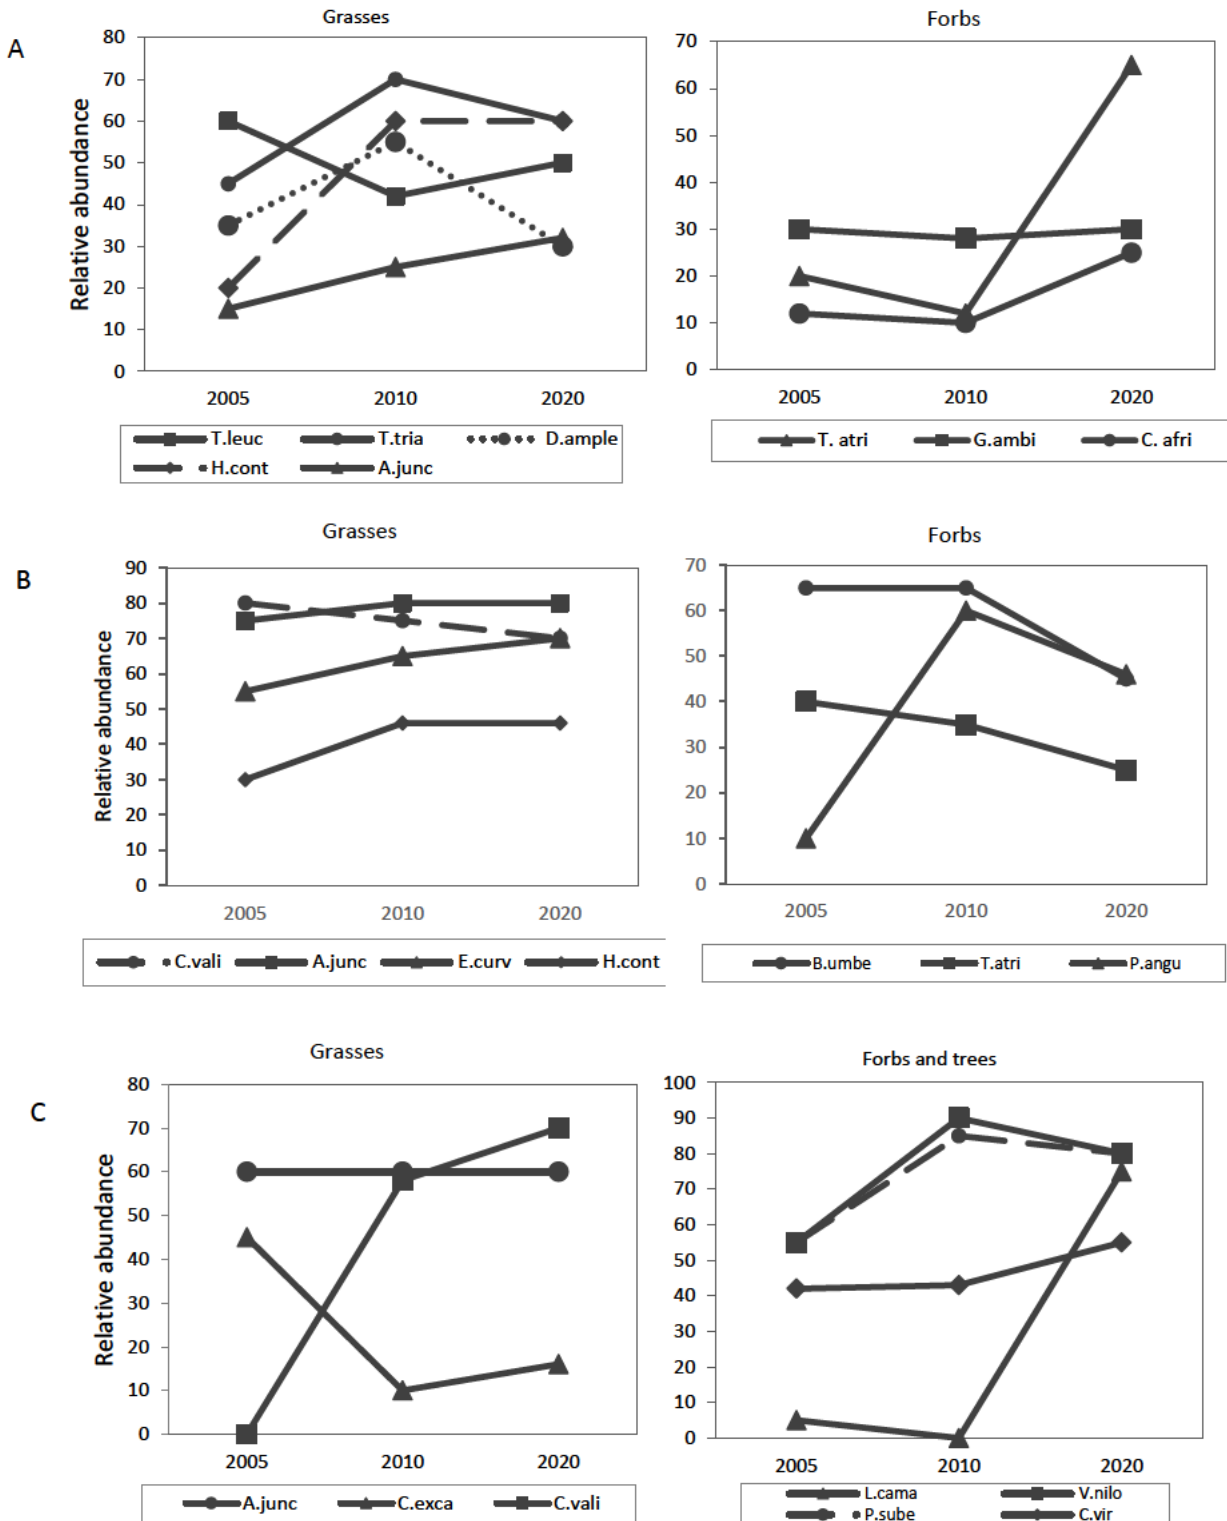 Grasses
Forbs
A
Relative abundance
80
70
60
50
40
30
20
10
0
2005 2010 2020
T.leuc T.tria D.ample
H.cont A.junc
70
60
50
40
30
20
10
0
2005 2010 2020
T. atri G.ambi C. afri
Grasses
Forbs
B
Relative abundance
90
80
70
60
50
40
30
20
10
0
2005 2010 2020
C.vali A.junc E.curv H.cont
70
60
50
40
30
20
10
0
2005 2010 2020
B.umbe T.atri P.angu
Grasses
Forbs and trees
C
Relative abundance
80
70
60
50
40
30
20
10
0
2005 2010 2020
A.junc C.exca C.vali
100
90
80
70
60
50
40
30
20
10
0
2005 2010 2020
L.cama V.nilo
P.sube C.vir